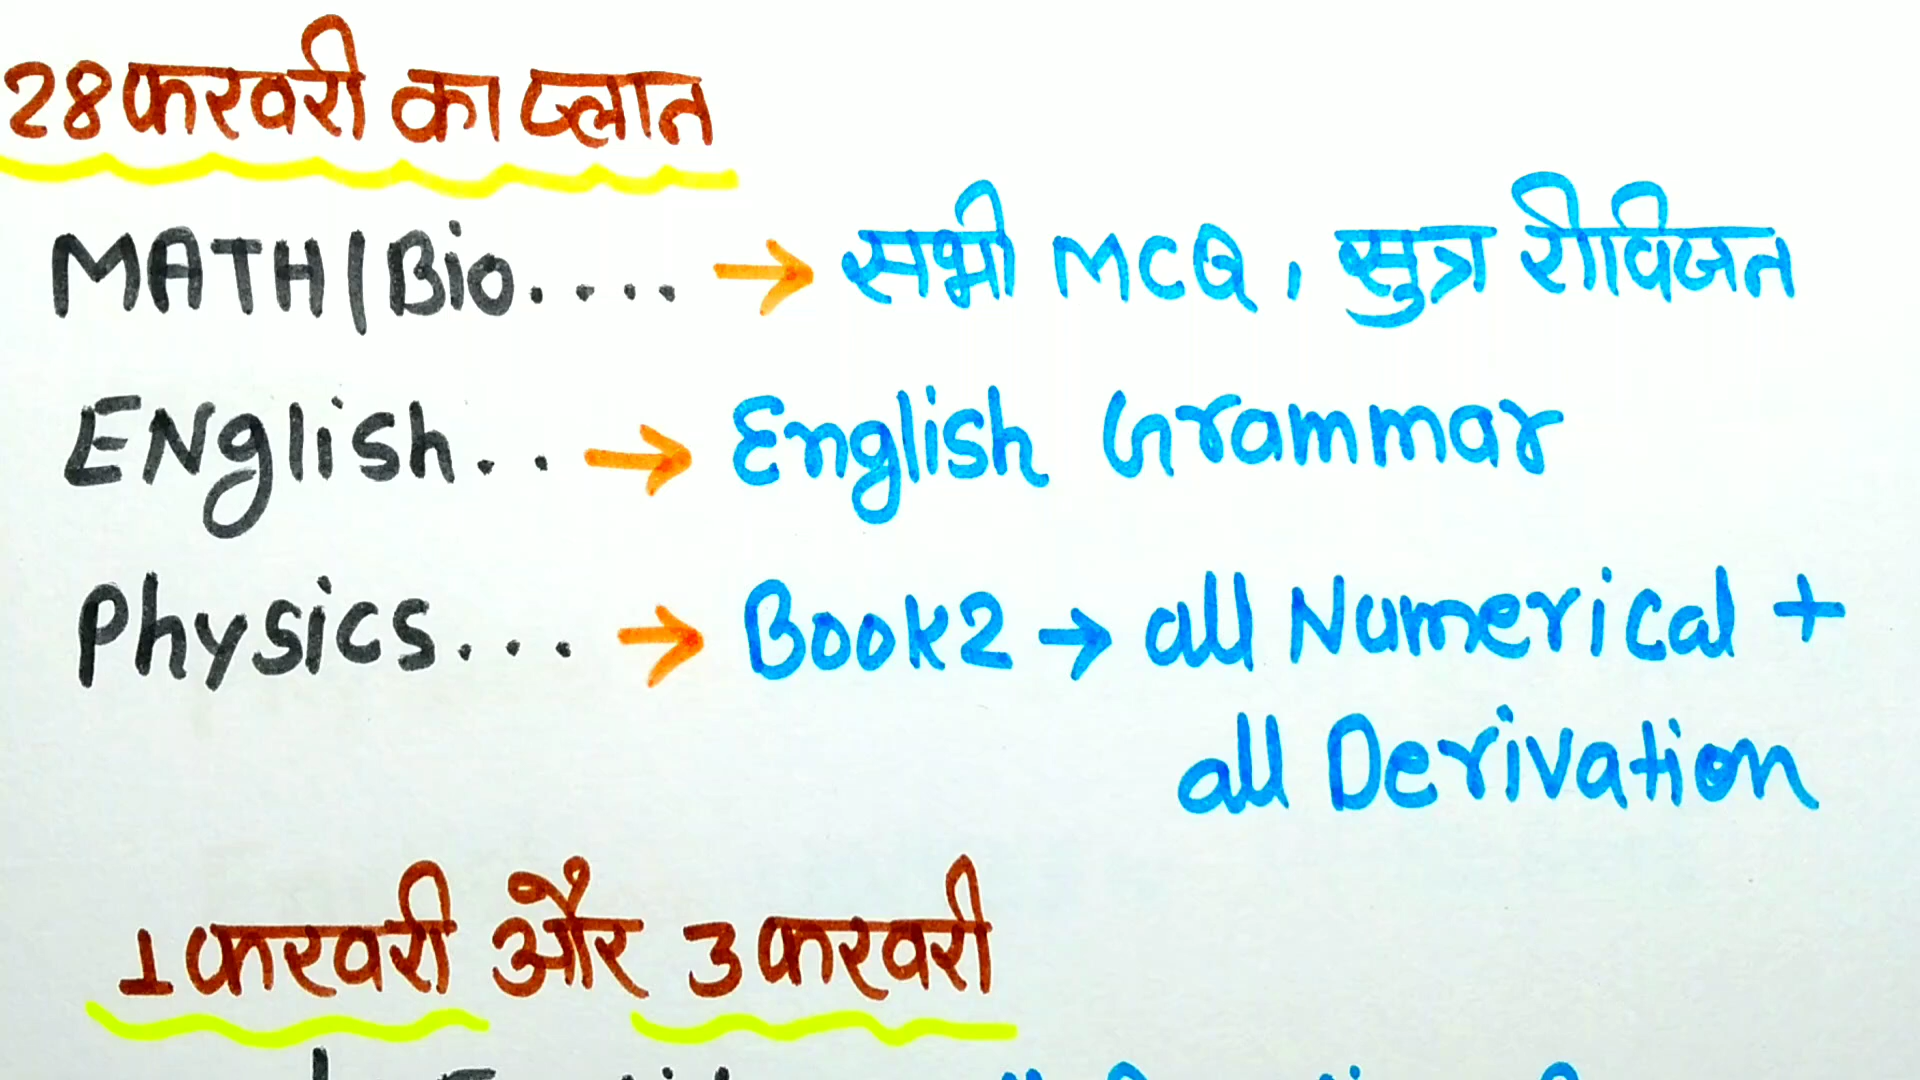 28 फरवरी का प्लान
MATH/Bio.... → सभी MCQ, सुत्र रीविजन
ENglish.. → English Grammar
Physics... → Book2 → all Numerical +
all Derivation
1 फरवरी और 3 फरवरी